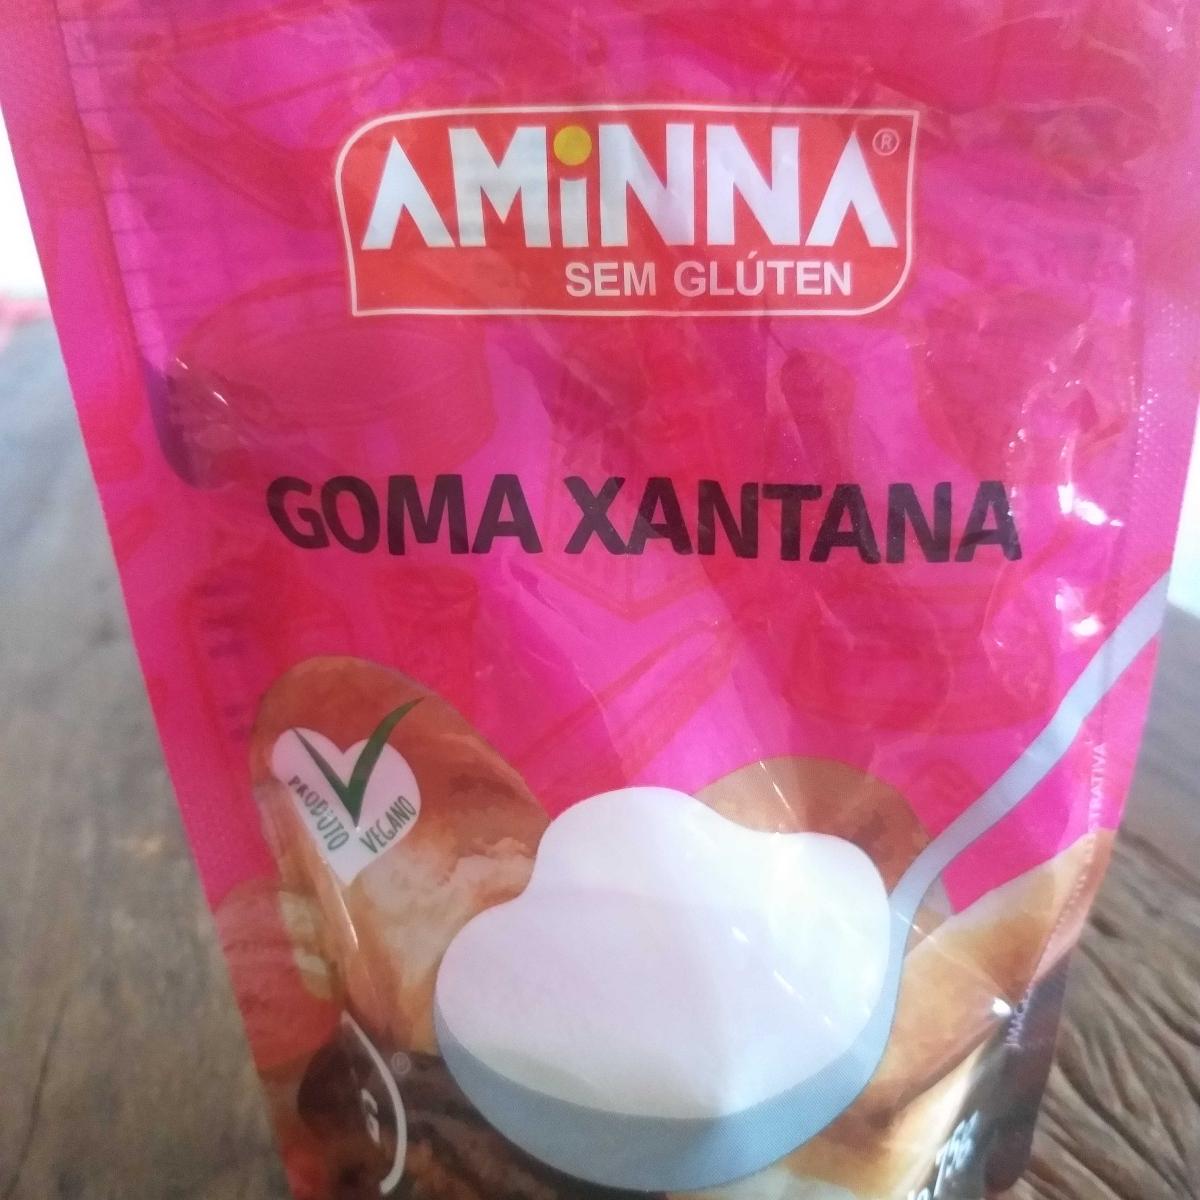 AMiNNA®
SEM GLÚTEN
GOMA XANTANA
PRODUTO
VEGANO
®